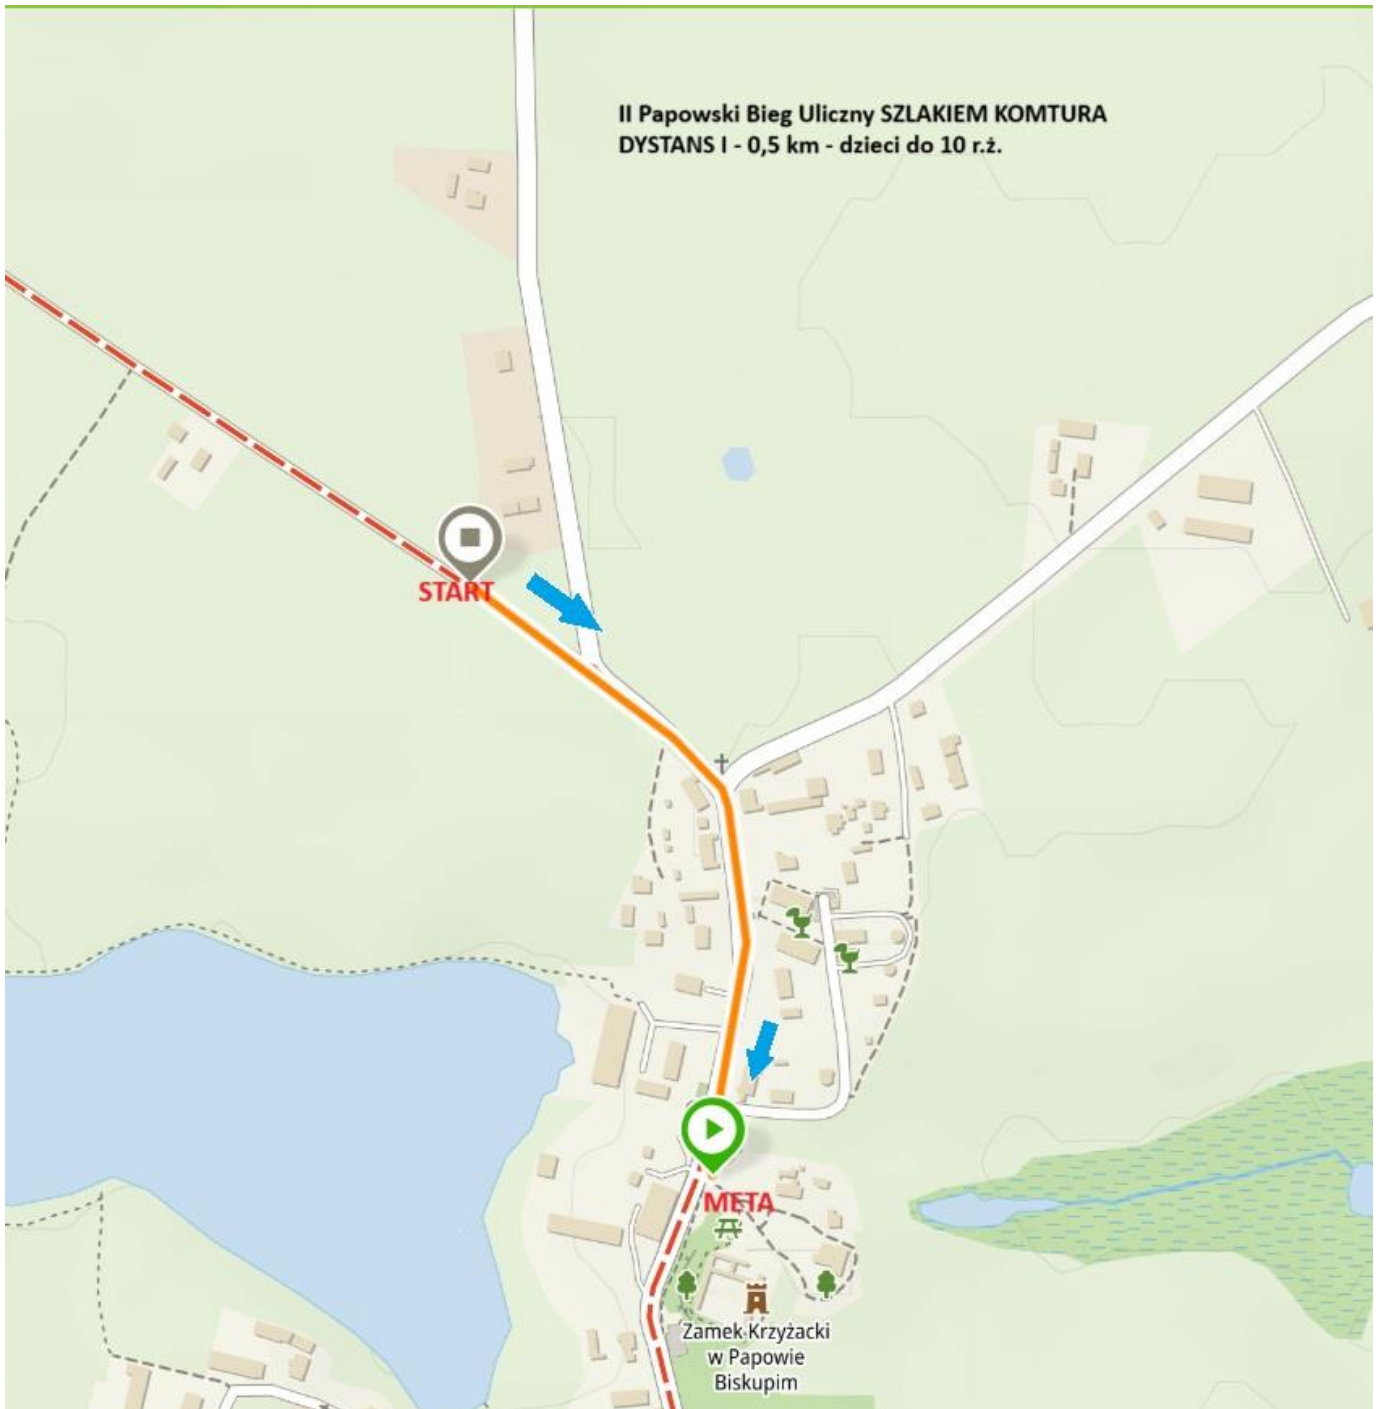 II Papowski Bieg Uliczny SZLAKIEM KOMTURA
DYSTANS I - 0,5 km - dzieci do 10 r.ż.
START
META
Zamek Krzyżacki
w Papowie
Biskupim